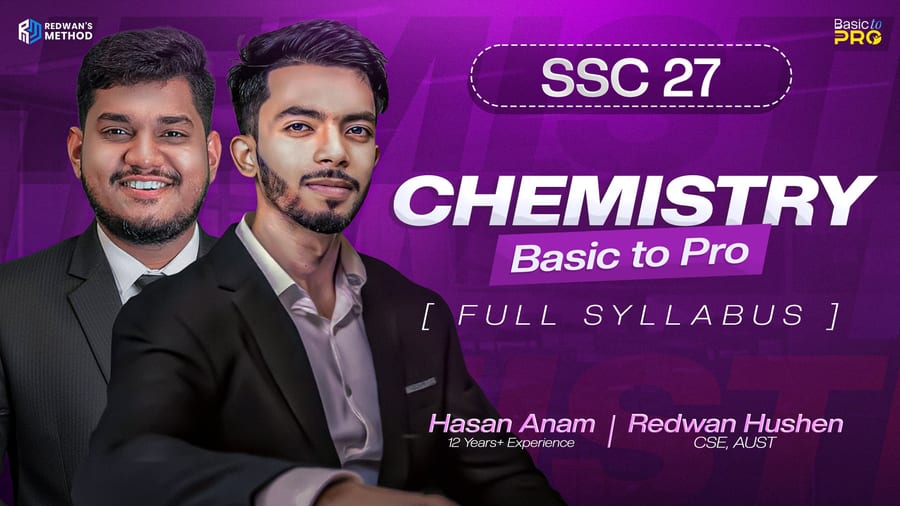 REDWAN'S
METHOD
Basic to
PRO
SSC 27
CHEMISTRY
Basic to Pro
[ FULL SYLLABUS ]
Hasan Anam | Redwan Hushen
12 Years+ Experience
CSE, AUST